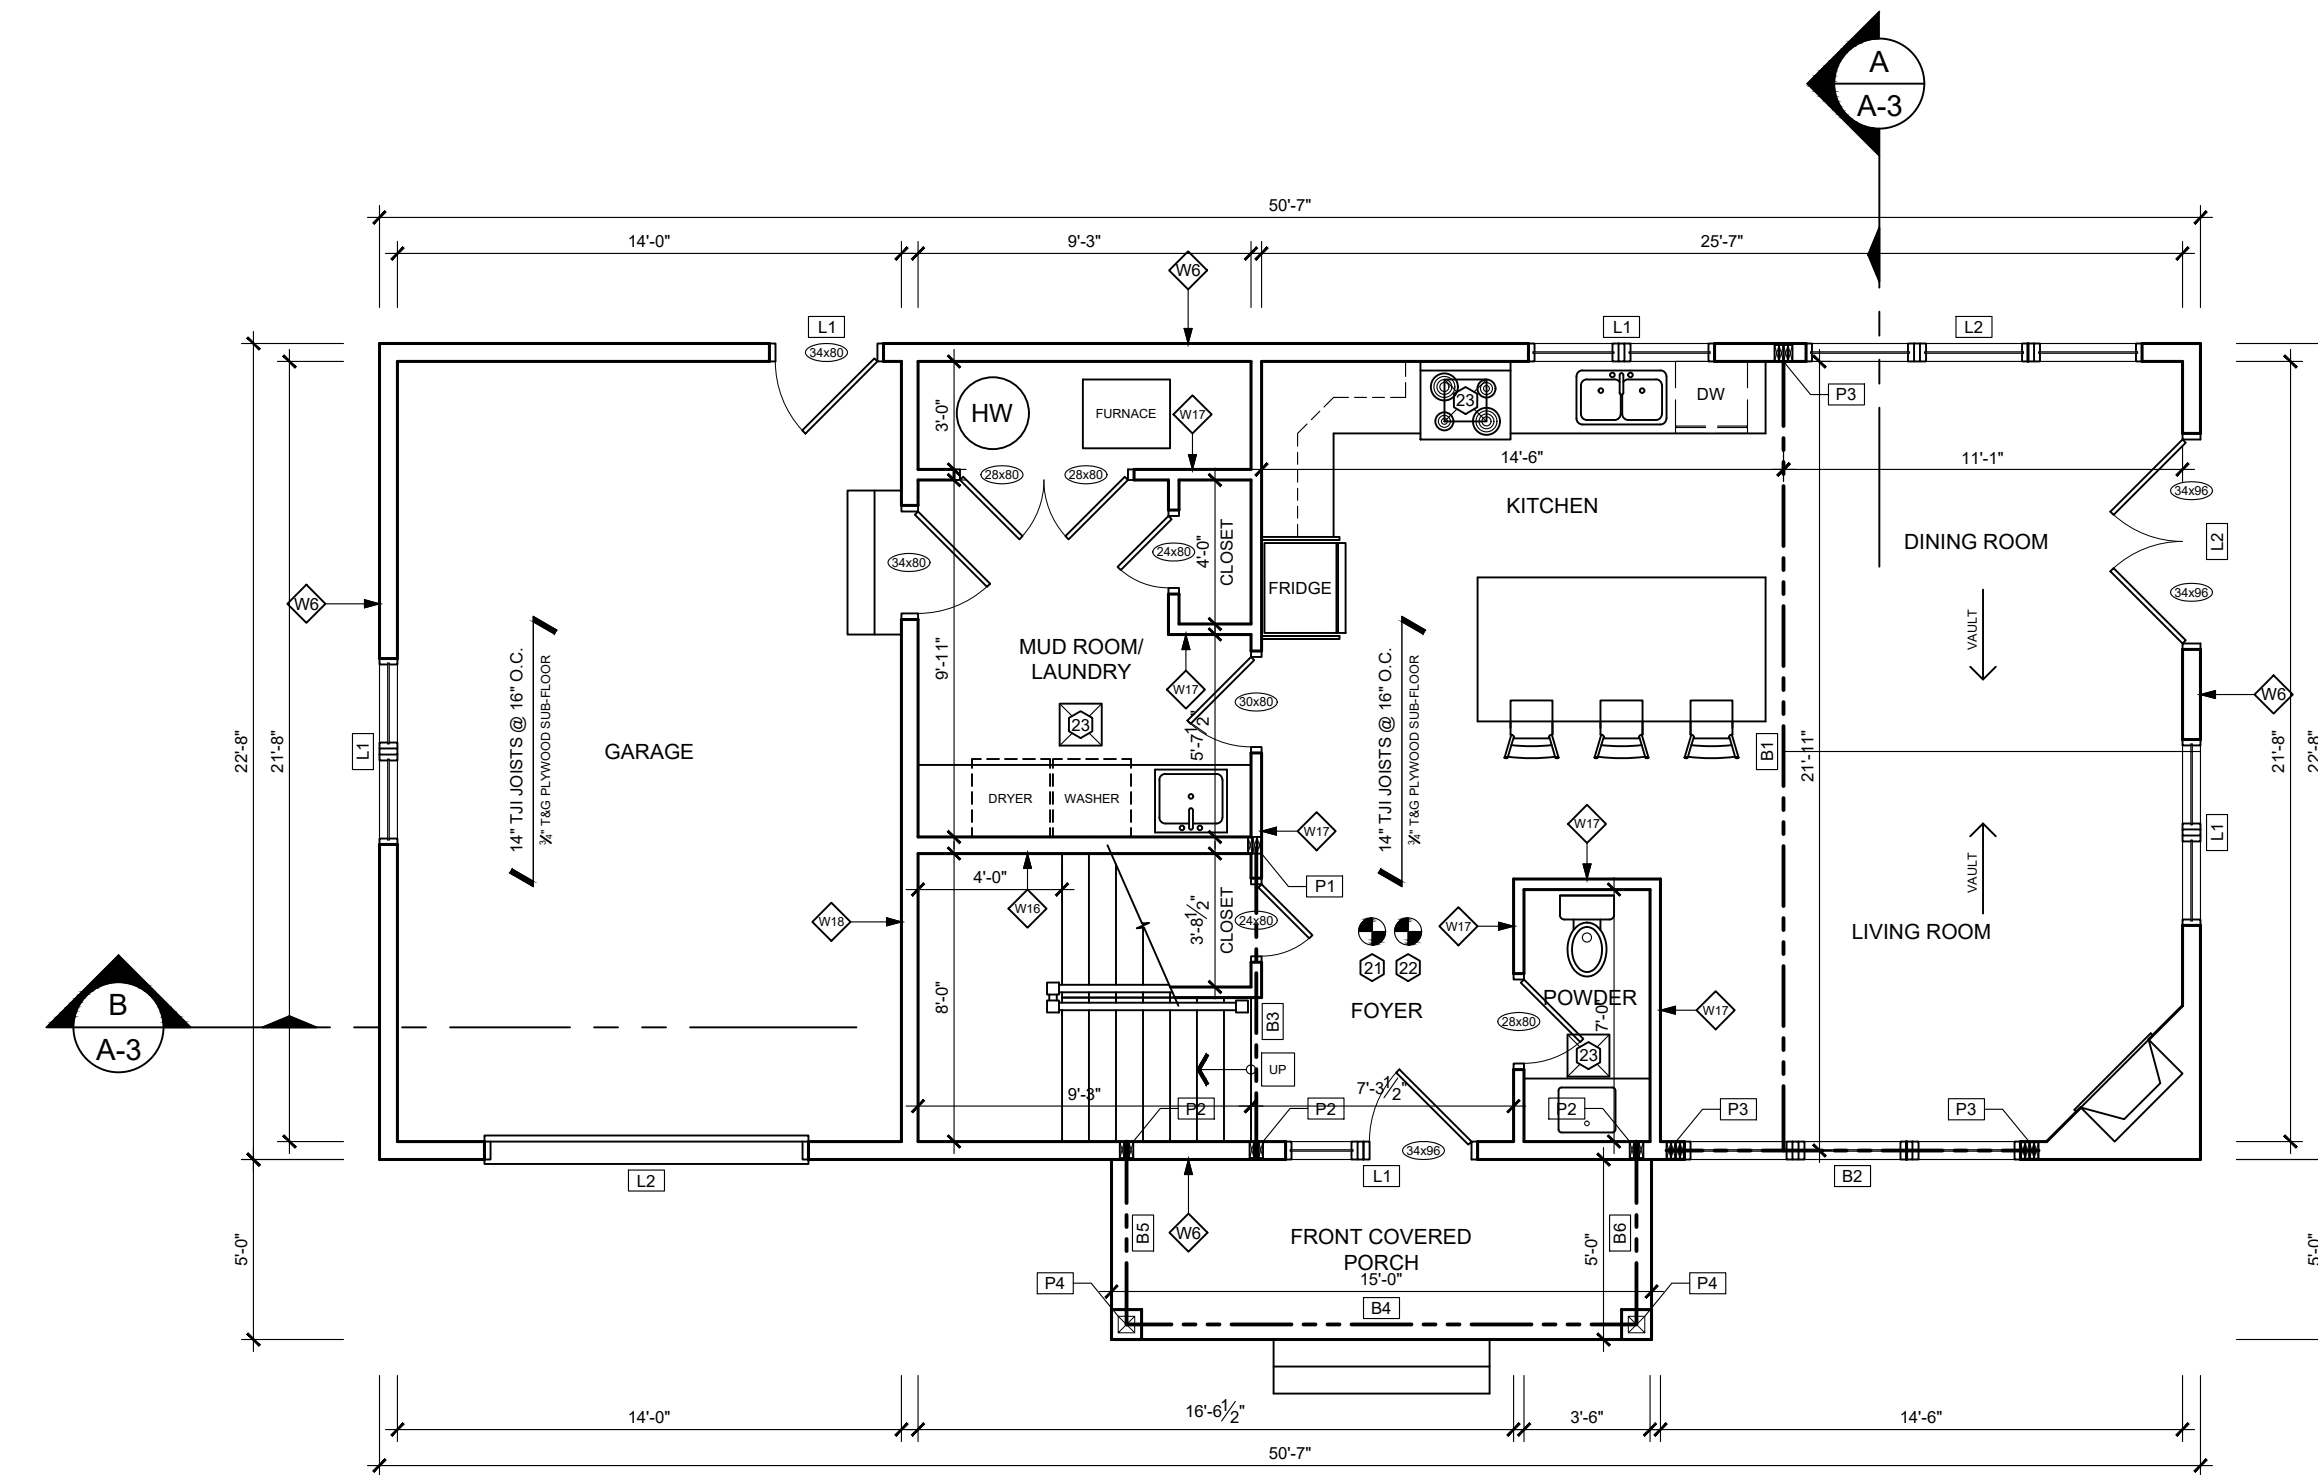 A
A-3
50'-7"
14'-0"
9'-3"
25'-7"
W6
L1
34x80
L1
L2
HW
FURNACE
W17
3'-0"
23
DW
P3
28x80
28x80
14'-6"
11'-1"
34x96
KITCHEN
DINING ROOM
L2
34x80
24x80
4'-0"
CLOSET
FRIDGE
34x96
W6
VAULT
MUD ROOM/
LAUNDRY
9'-11"
W17
30x80
W6
14" TJI JOISTS @ 16" O.C.
3/4" T&G PLYWOOD SUB-FLOOR
GARAGE
23
5'-7 1/2"
14" TJI JOISTS @ 16" O.C.
3/4" T&G PLYWOOD SUB-FLOOR
B1
21'-11"
22'-8"
21'-8"
L1
21'-8"
22'-8"
DRYER
WASHER
W17
W17
L1
4'-0"
P1
VAULT
W18
W16
3'-8 1/2"
CLOSET
24x80
W17
LIVING ROOM
21
22
8'-0"
FOYER
POWDER
7'-0"
W17
B
A-3
B3
28x80
23
UP
9'-3"
7'-3 1/2"
P2
P2
P2
P3
P3
34x96
L2
L1
B2
5'-0"
B5
W6
FRONT COVERED
PORCH
B6
5'-0"
5'-0"
P4
15'-0"
P4
B4
14'-0"
16'-6 1/2"
3'-6"
14'-6"
50'-7"